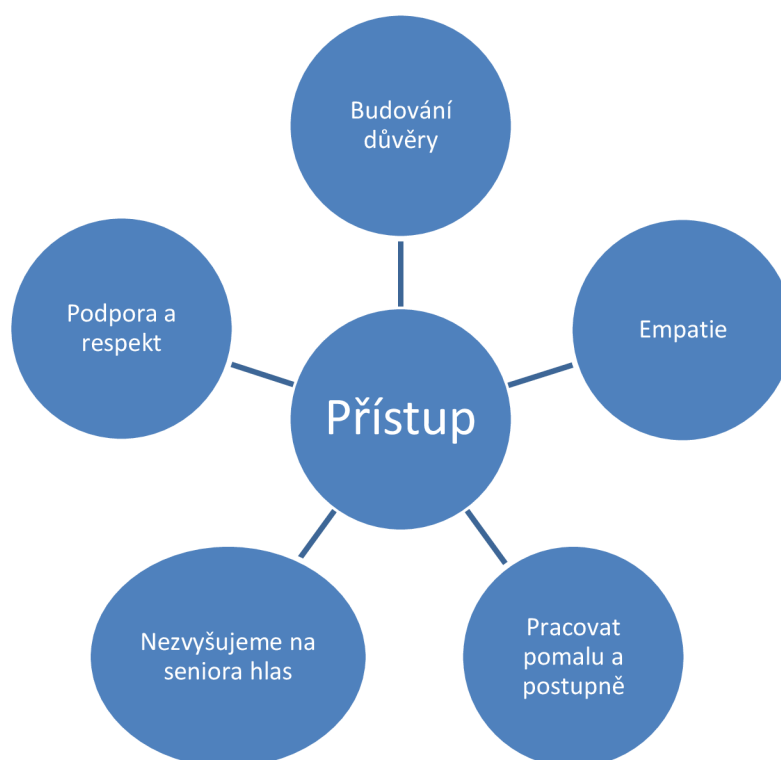 Budování
důvěry
Podpora a
respekt
Empatie
Přístup
Nezvyšujeme na
seniora hlas
Pracovat
pomalu a
postupně